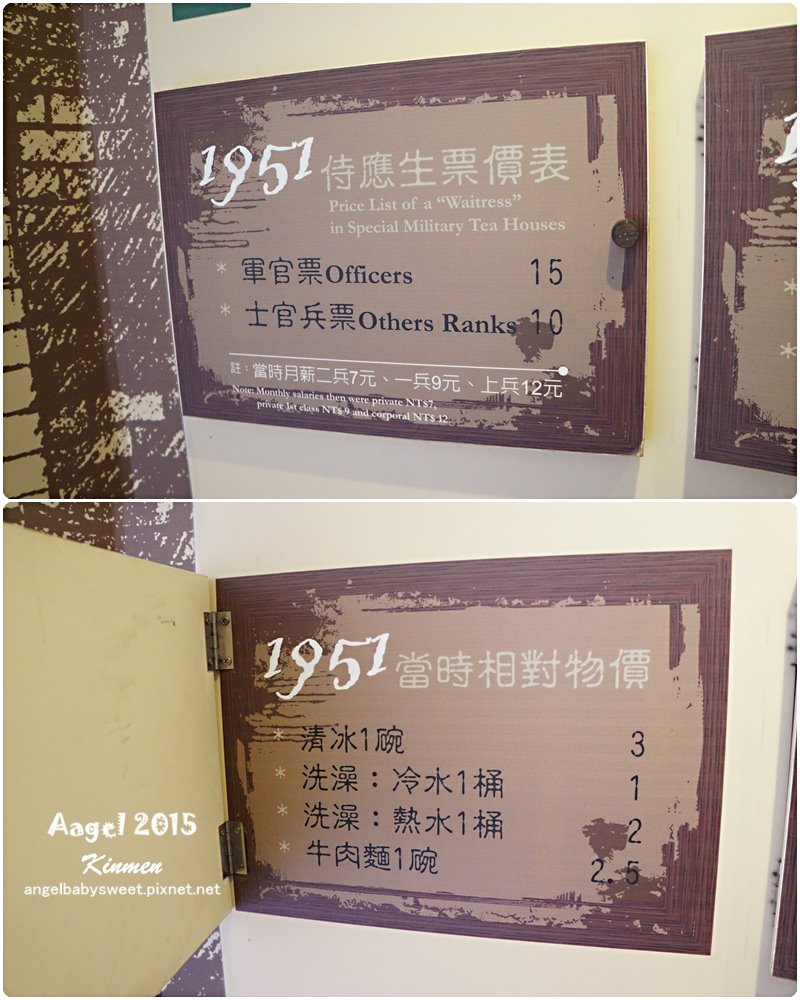 1951 侍應生票價表
Price List of a “Waitress”
in Special Military Tea Houses
* 軍官票Officers 15
* 士官兵票Others Ranks 10
註：當時月薪二兵7元、一兵9元、上兵12元
Note: Monthly salaries then were private NT$7,
private 1st class NT$ 9 and corporal NT$ 12.
1951 當時相對物價
* 清冰1碗 3
* 洗澡：冷水1桶 1
* 洗澡：熱水1桶 2
* 牛肉麵1碗 2.5
Aagel 2015
Kinmen
angelbabysweet.pixnet.net